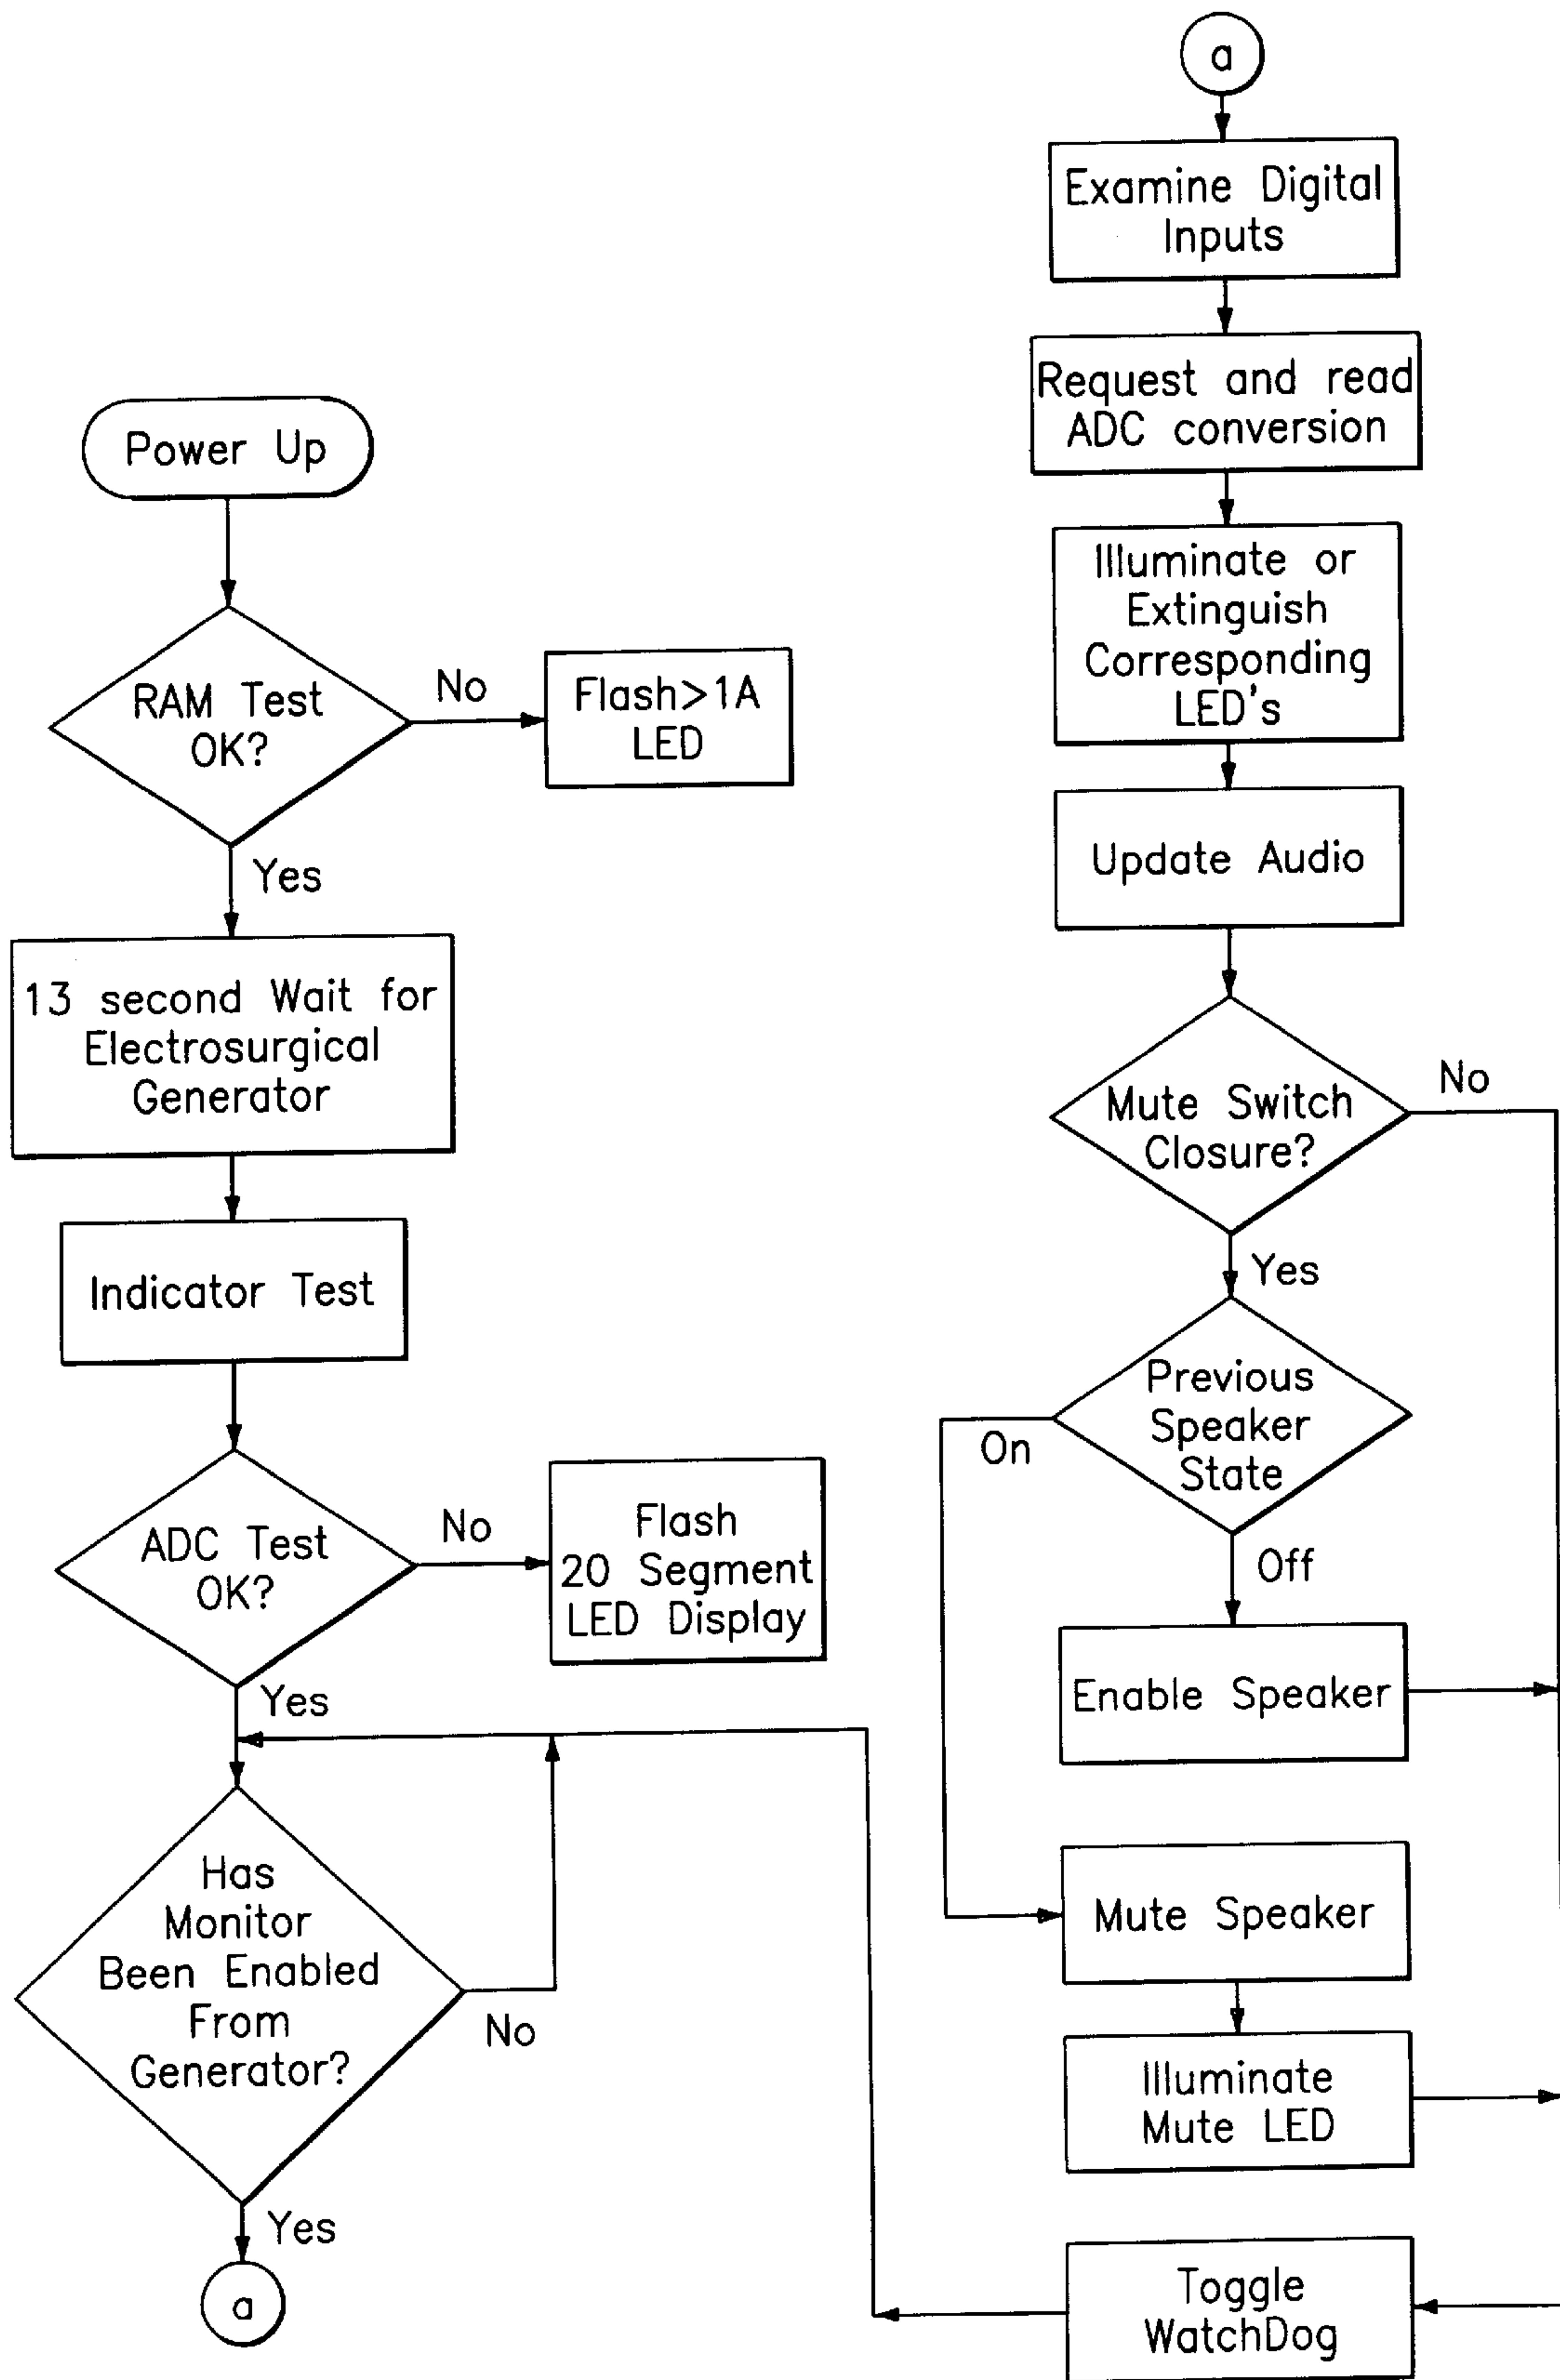 Power Up
RAM Test
OK?
No
Flash>1A
LED
Yes
13 second Wait for
Electrosurgical
Generator
Indicator Test
ADC Test
OK?
No
Flash
20 Segment
LED Display
Yes
Has
Monitor
Been Enabled
From
Generator?
No
Yes
a
a
Examine Digital
Inputs
Request and read
ADC conversion
Illuminate or
Extinguish
Corresponding
LED's
Update Audio
Mute Switch
Closure?
No
Yes
Previous
Speaker
State
On
Off
Enable Speaker
Mute Speaker
Illuminate
Mute LED
Toggle
WatchDog